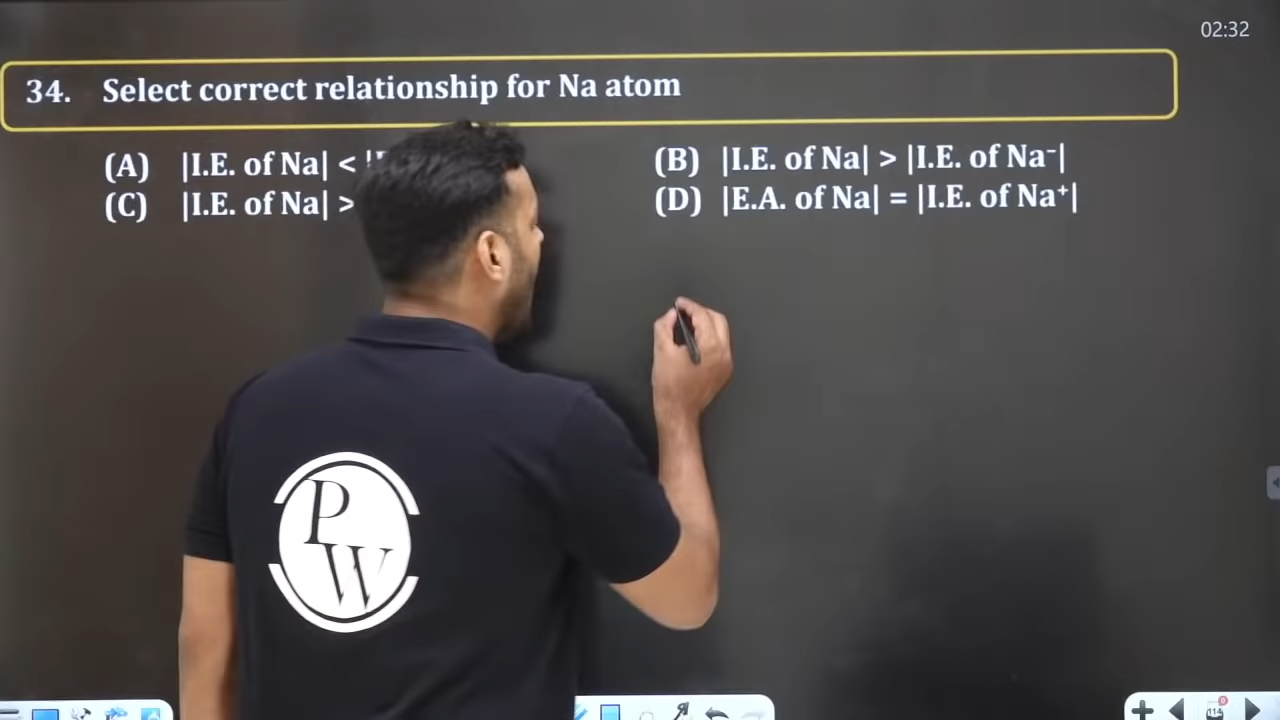 02:32
34. Select correct relationship for Na atom
(A) |I.E. of Na| <
(B) |I.E. of Na| > |I.E. of Na⁻|
(C) |I.E. of Na| >
(D) |E.A. of Na| = |I.E. of Na⁺|
PW
114